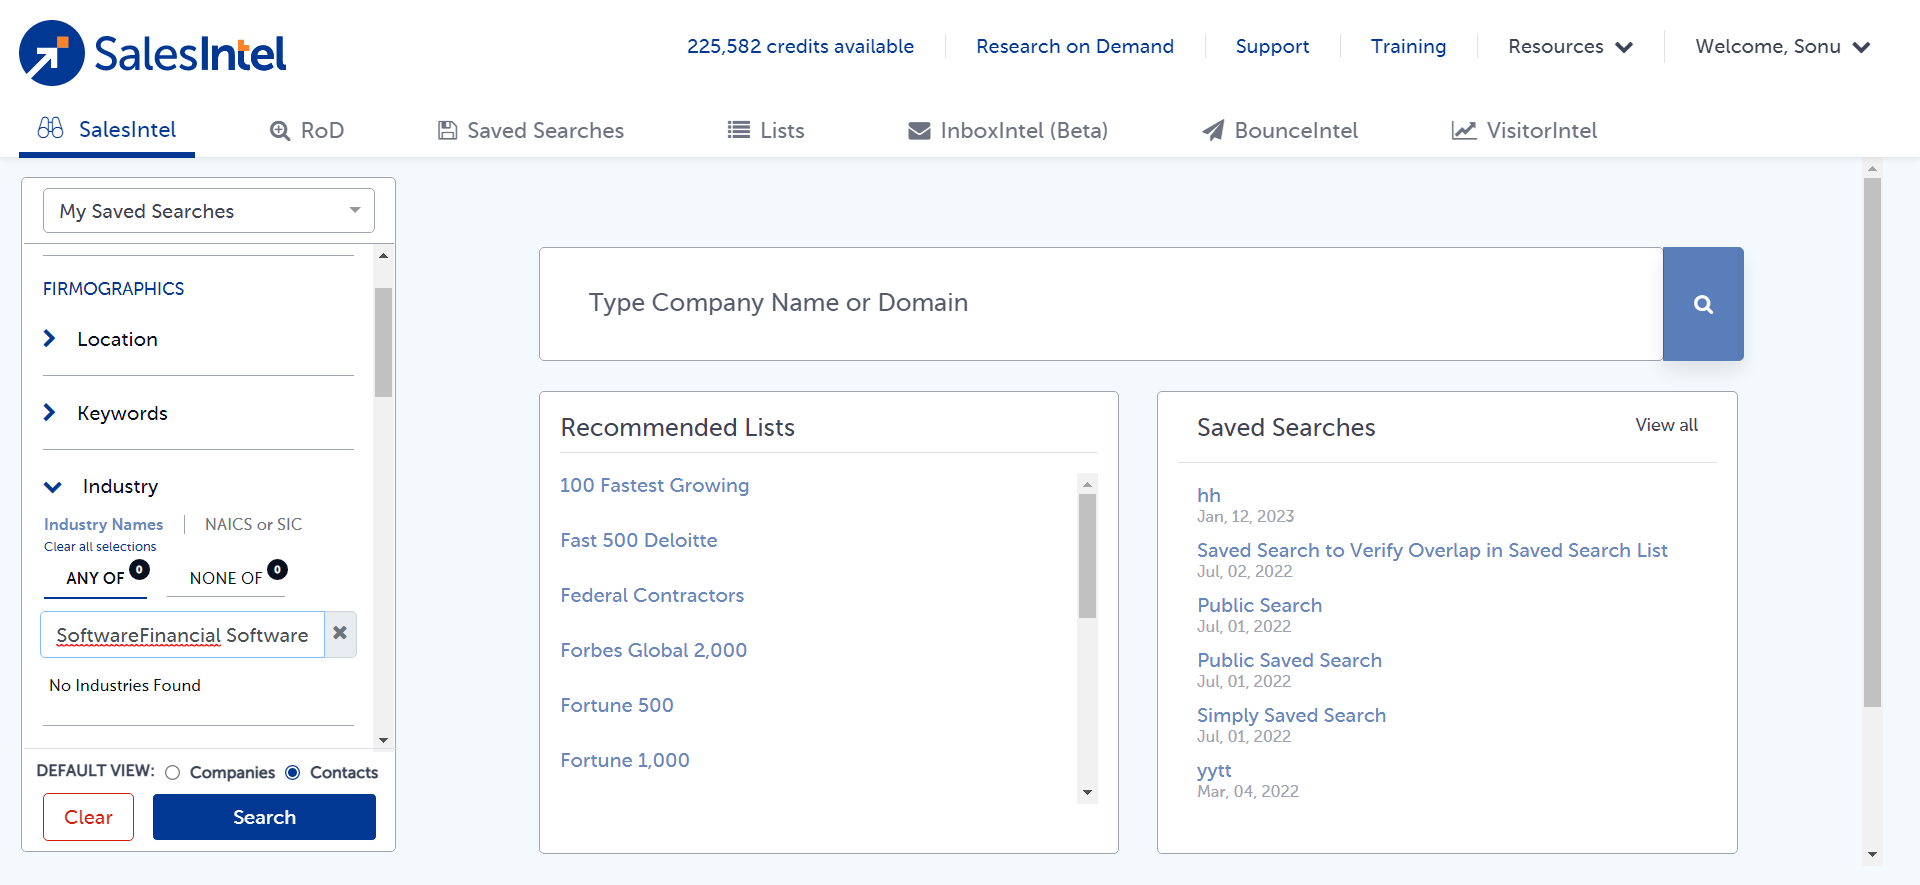 SalesIntel
225,582 credits available
Research on Demand
Support
Training
Resources
Welcome, Sonu
SalesIntel
RoD
Saved Searches
Lists
InboxIntel (Beta)
BounceIntel
VisitorIntel
My Saved Searches
FIRMOGRAPHICS
Location
Keywords
Industry
Industry Names
NAICS or SIC
Clear all selections
ANY OF 0
NONE OF 0
SoftwareFinancial Software
No Industries Found
DEFAULT VIEW: Companies Contacts
Clear
Search
Type Company Name or Domain
Recommended Lists
100 Fastest Growing
Fast 500 Deloitte
Federal Contractors
Forbes Global 2,000
Fortune 500
Fortune 1,000
Saved Searches
View all
hh
Jan, 12, 2023
Saved Search to Verify Overlap in Saved Search List
Jul, 02, 2022
Public Search
Jul, 01, 2022
Public Saved Search
Jul, 01, 2022
Simply Saved Search
Jul, 01, 2022
yytt
Mar, 04, 2022